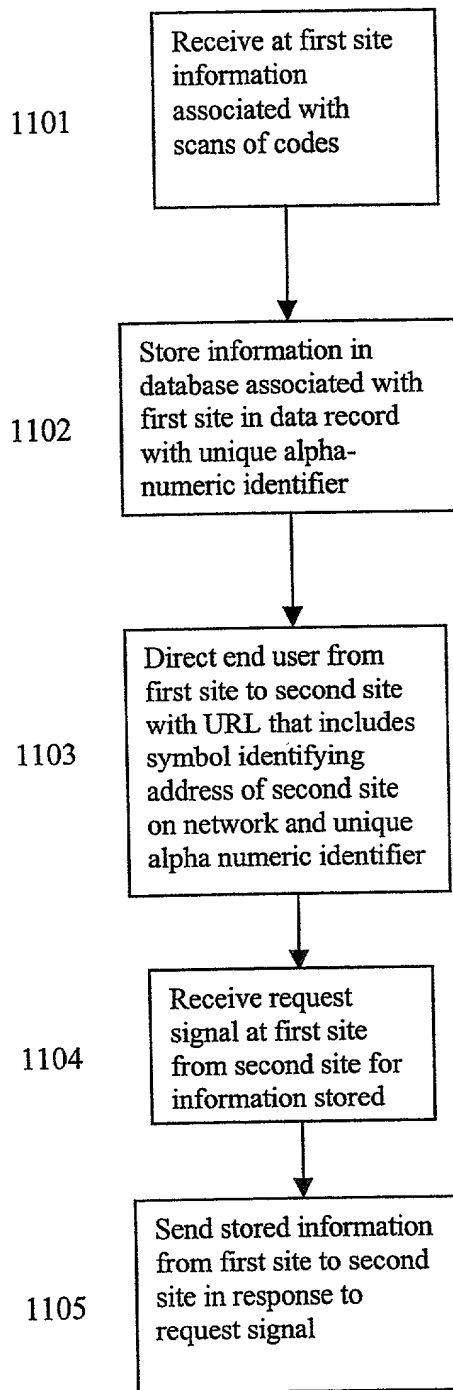 Receive at first site
information
1101
associated with
scans of codes
Store information in
database associated with
first site in data record
1102
with unique alpha-
numeric identifier
Direct end user from
first site to second site
with URL that includes
1103
symbol identifying
address of second site
on network and unique
alpha numeric identifier
Receive request
signal at first site
1104
from second site for
information stored
Send stored information
from first site to second
site in response to
1105
request signal